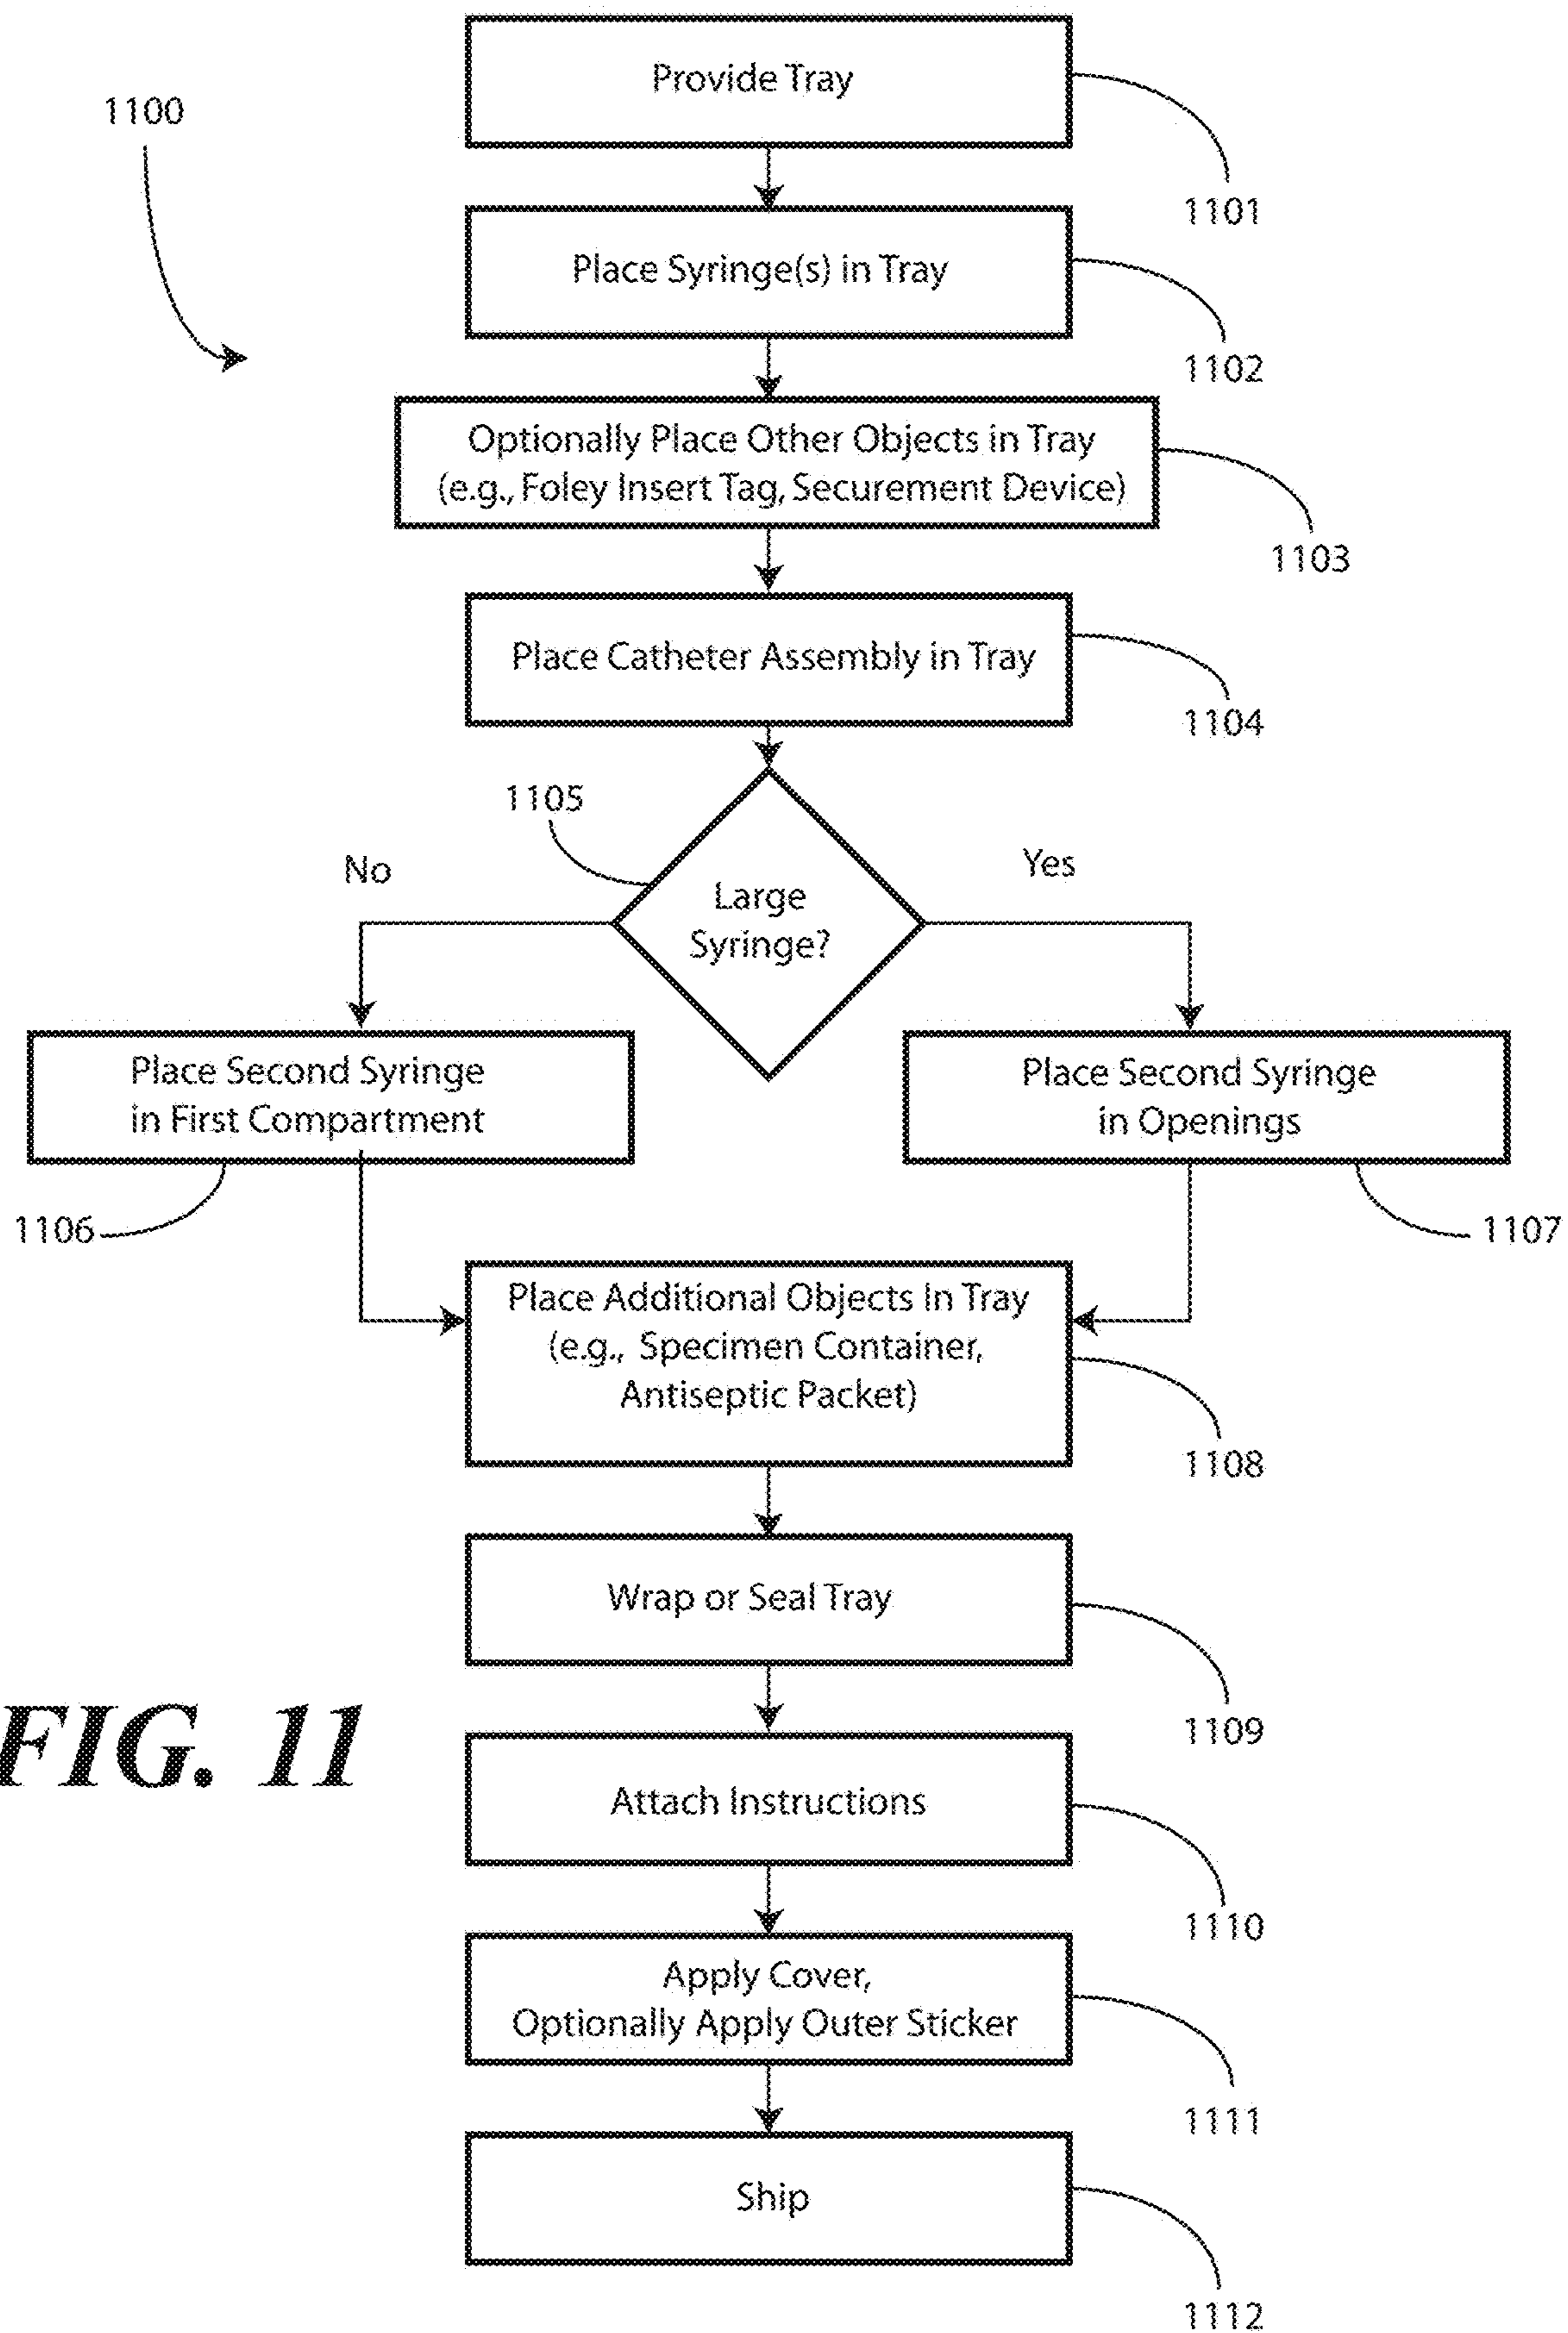 Provide Tray
1100
1101
Place Syringe(s) in Tray
1102
Optionally Place Other Objects in Tray
(e.g., Foley Insert Tag, Securement Device)
1103
Place Catheter Assembly in Tray
1104
1105
No
Yes
Large
Syringe?
Place Second Syringe
in First Compartment
Place Second Syringe
in Openings
1106
1107
Place Additional Objects In Tray
(e.g., Specimen Container,
Antiseptic Packet)
1108
Wrap or Seal Tray
1109
FIG. 11
Attach Instructions
1110
Apply Cover,
Optionally Apply Outer Sticker
1111
Ship
1112